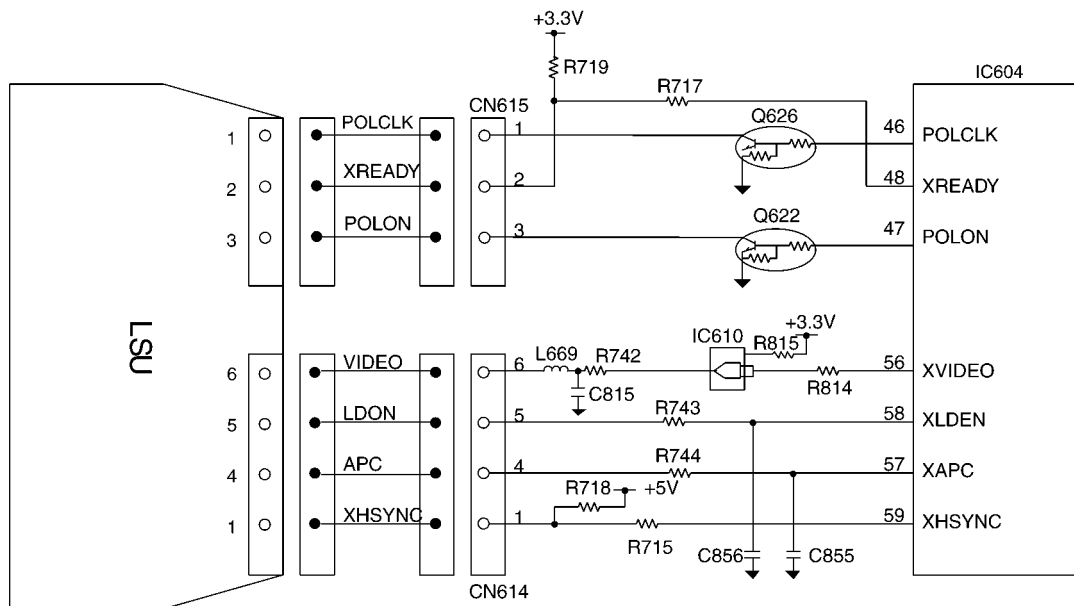 +3.3V
R719
R717
IC604
CN615
Q626
1
POLCLK
1
46
POLCLK
2
XREADY
2
48
XREADY
3
POLON
3
Q622
47
POLON
LSU
+3.3V
IC610
R815
6
VIDEO
6
L669
R742
C815
R814
56
XVIDEO
5
LDON
5
R743
58
XLDEN
4
APC
4
R744
57
XAPC
R718
+5V
1
XHSYNC
1
R715
59
XHSYNC
C856
C855
CN614